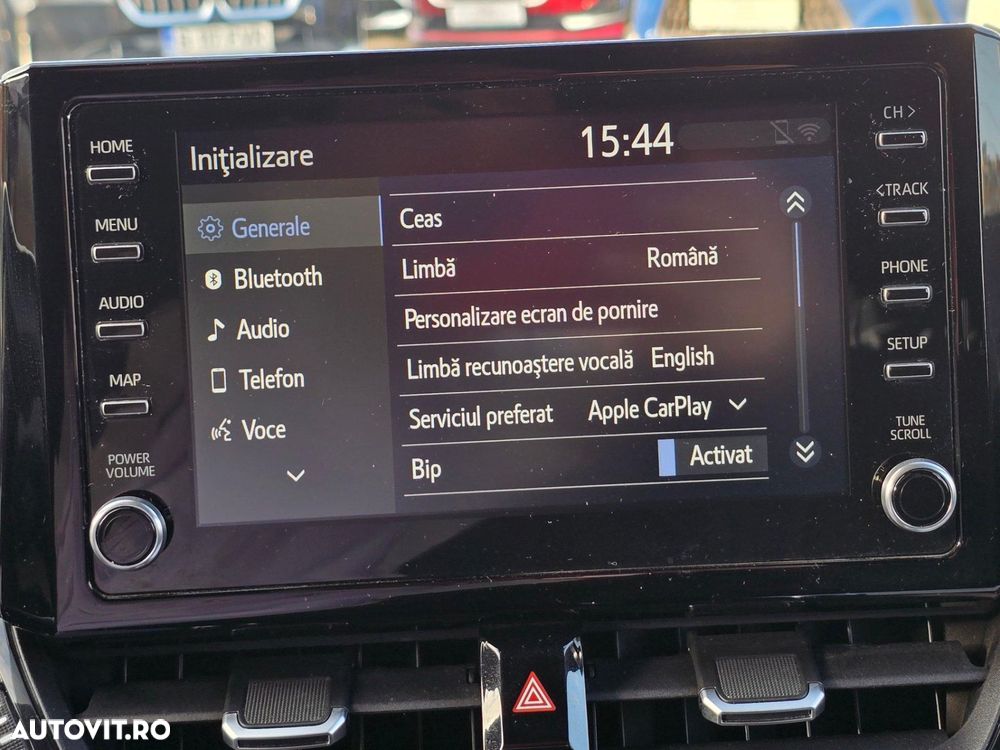 HOME
MENU
AUDIO
MAP
POWER
VOLUME
Iniţializare
15:44
Generale
Bluetooth
Audio
Telefon
Voce
Ceas
Limbă Română
Personalizare ecran de pornire
Limbă recunoaştere vocală English
Serviciul preferat Apple CarPlay
Bip Activat
CH >
<TRACK
PHONE
SETUP
TUNE
SCROLL
AUTOVIT.RO